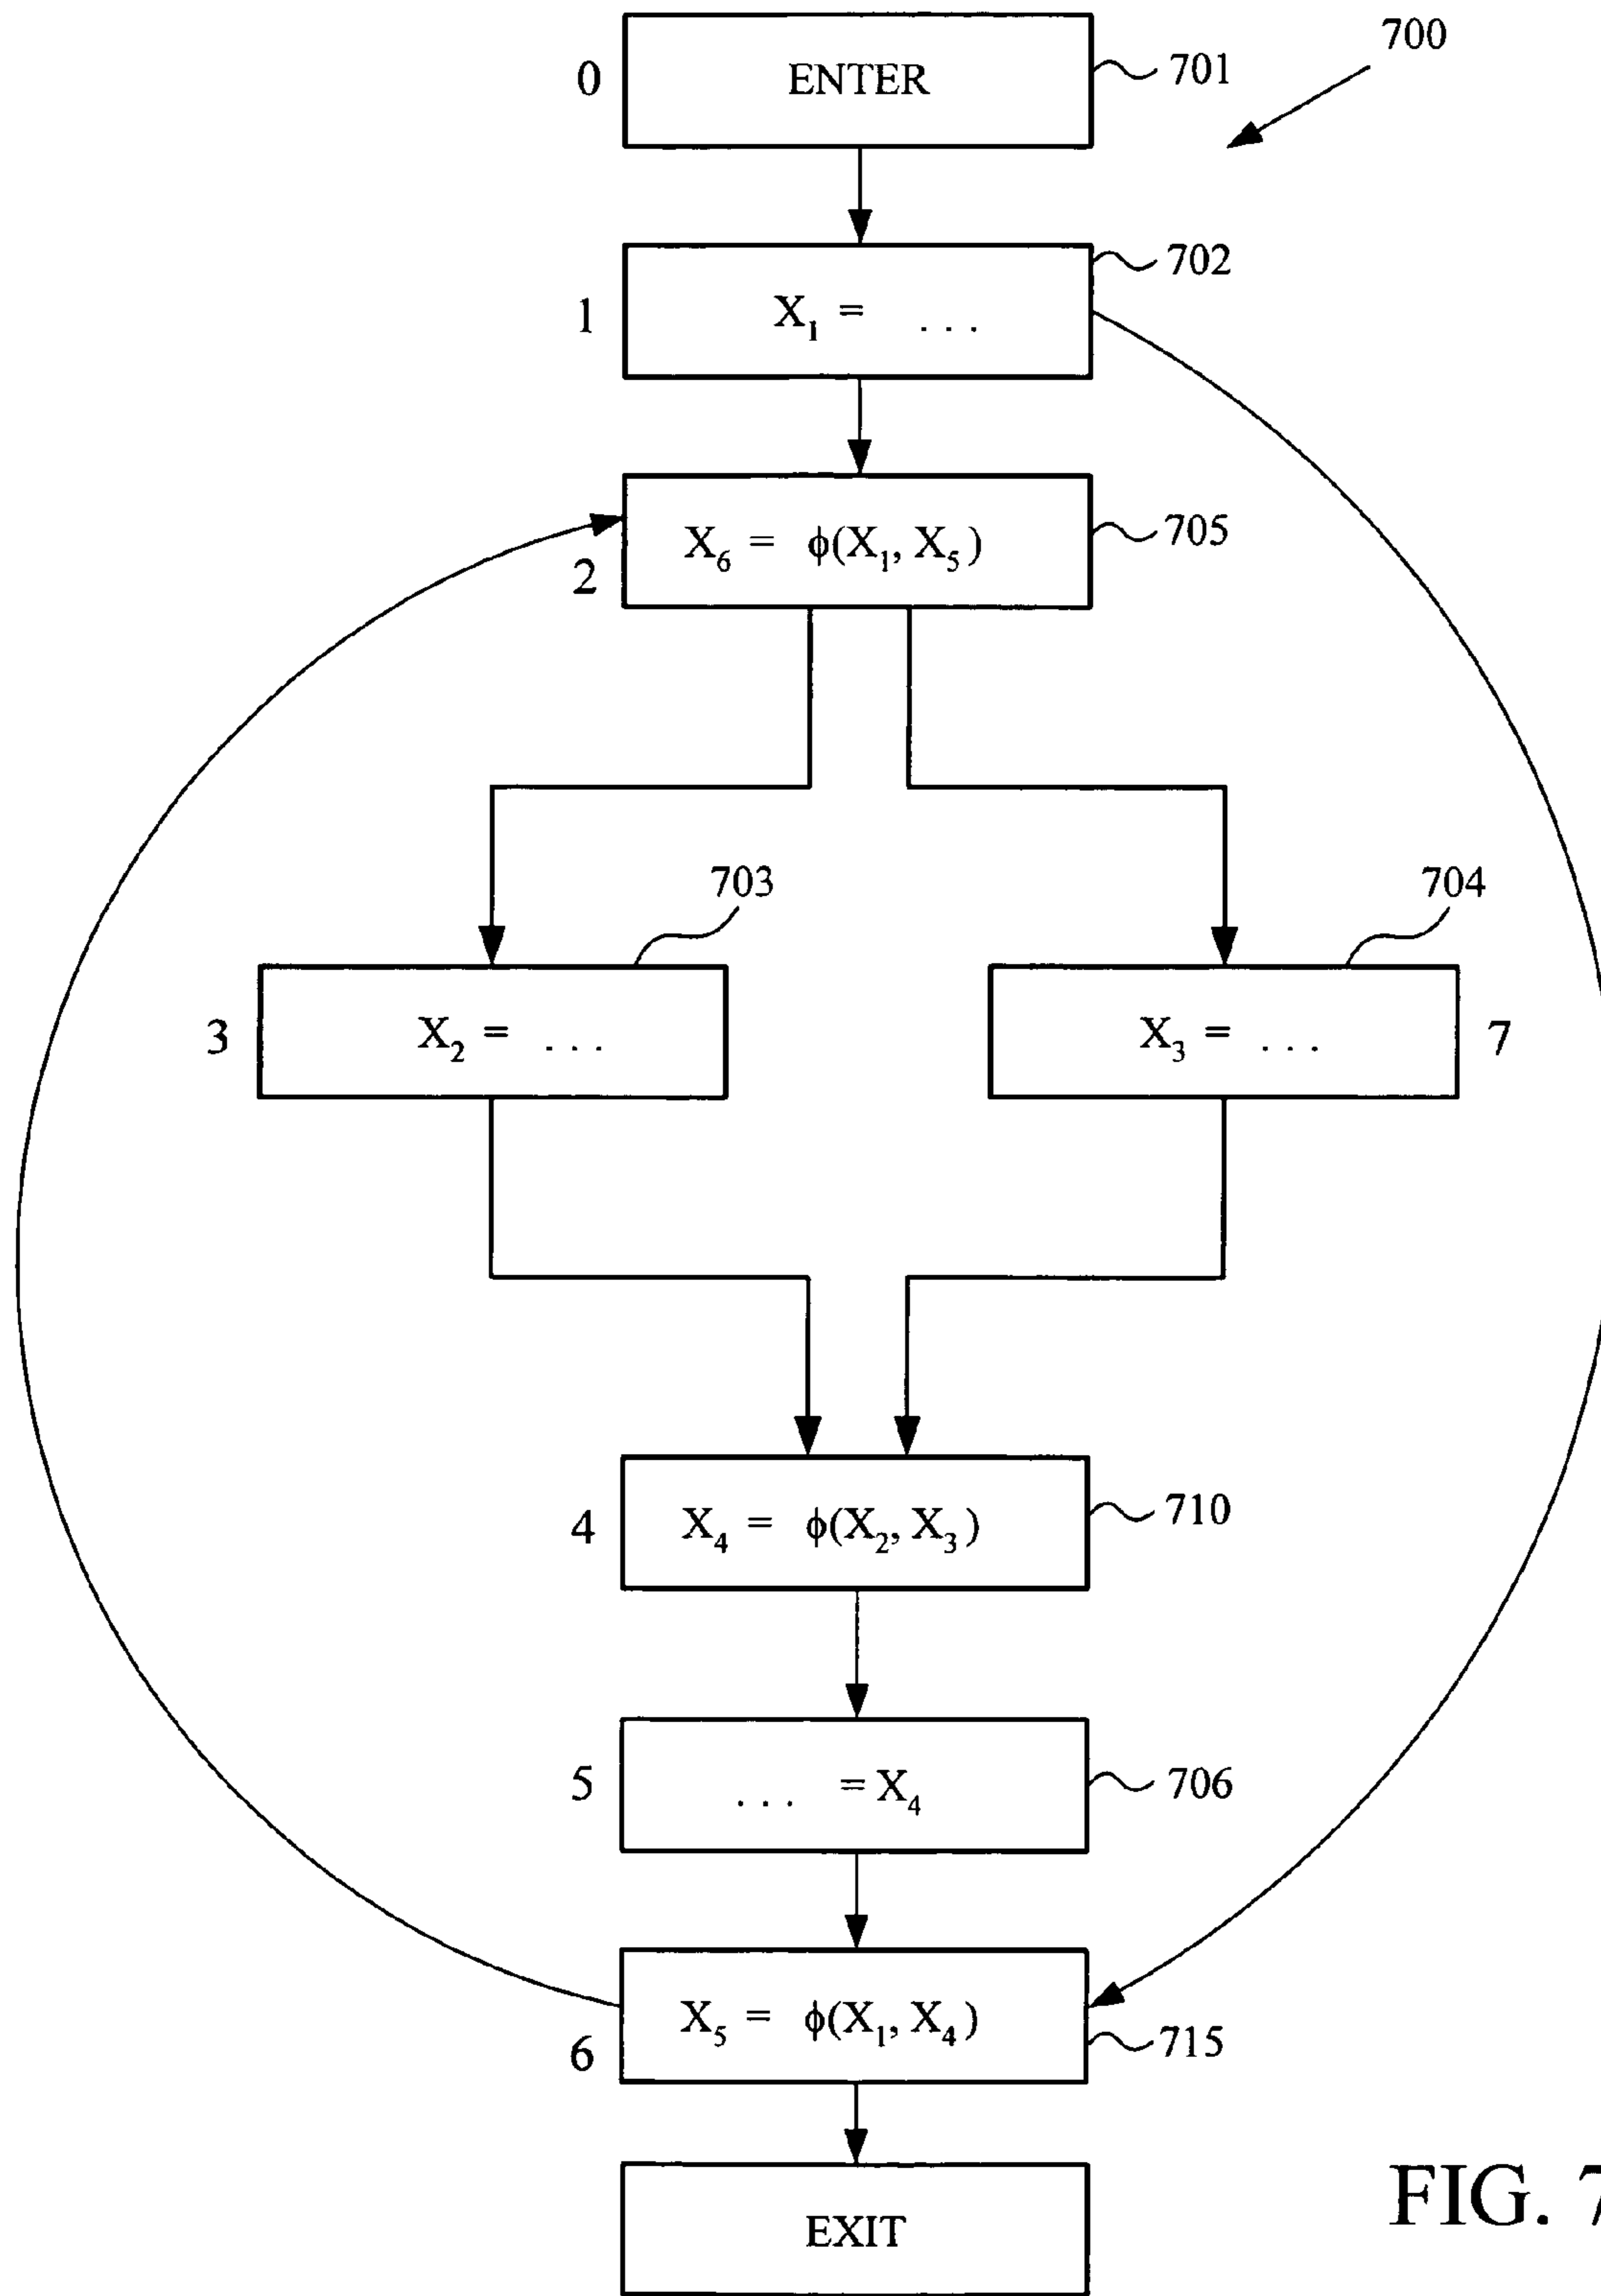 700
0 ENTER 701
702
1 X₁ = . . .
X₆ = ϕ(X₁, X₅) 705
2
703 704
3 X₂ = . . . X₃ = . . . 7
4 X₄ = ϕ(X₂, X₃) 710
5 . . . = X₄ 706
X₅ = ϕ(X₁, X₄) 715
6
EXIT
FIG. 7